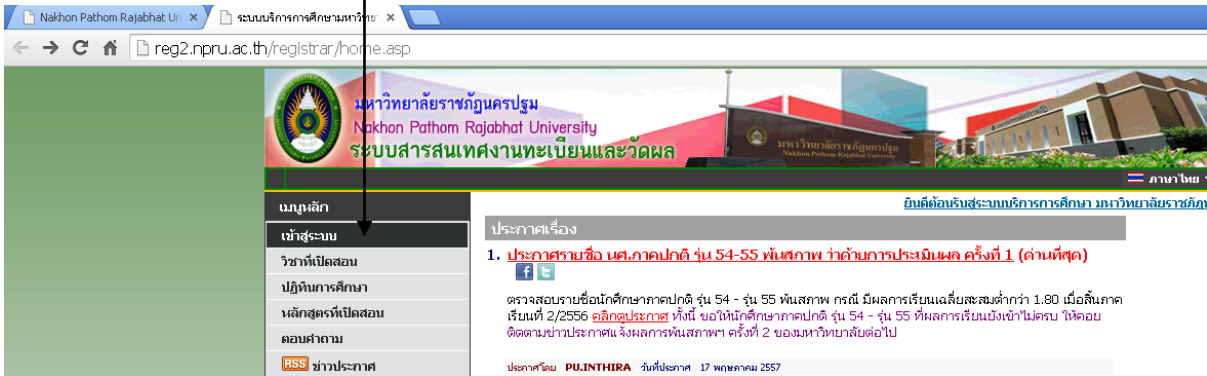 Nakhon Pathom Rajabhat Un
ระบบบริการการศึกษามหาวิทย
reg2.npru.ac.th/registrar/home.asp
มหาวิทยาลัยราชภัฏนครปฐม
Nakhon Pathom Rajabhat University
ระบบสารสนเทศงานทะเบียนและวัดผล
มหาวิทยาลัยราชภัฏนครปฐม
Nakhon Pathom Rajabhat University
ภาษาไทย
เมนูหลัก
ยินดีต้อนรับสู่ระบบบริการการศึกษา มหาวิทยาลัยราชภัฏ
เข้าสู่ระบบ
วิชาที่เปิดสอน
ปฏิทินการศึกษา
หลักสูตรที่เปิดสอน
ตอบคำถาม
RSS ข่าวประกาศ
ประกาศเรื่อง
1. ประกาศรายชื่อ นศ.ภาคปกติ รุ่น 54-55 พ้นสภาพ ว่าด้วยการประเมินผล ครั้งที่ 1 (ด่วนที่สุด)
ตรวจสอบรายชื่อนักศึกษาภาคปกติ รุ่น 54 - รุ่น 55 พ้นสภาพ กรณี มีผลการเรียนเฉลี่ยสะสมต่ำกว่า 1.80 เมื่อสิ้นภาค
เรียนที่ 2/2556 คลิกดูประกาศ ทั้งนี้ ขอให้นักศึกษาภาคปกติ รุ่น 54 - รุ่น 55 ที่ผลการเรียนยังเข้าไม่ครบ ให้คอย
ติดตามข่าวประกาศแจ้งผลการพ้นสภาพฯ ครั้งที่ 2 ของมหาวิทาลัยต่อไป
ประกาศโดย PU.INTHIRA วันที่ประกาศ 17 พฤษภาคม 2557